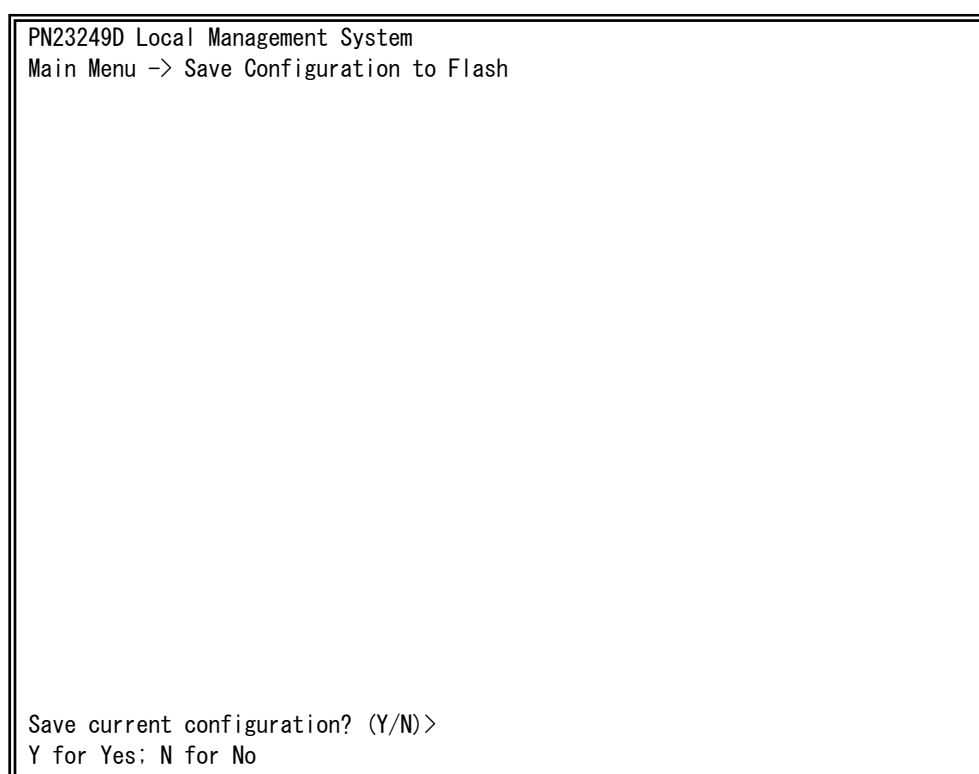 PN23249D Local Management System
Main Menu -> Save Configuration to Flash
Save current configuration? (Y/N)>
Y for Yes; N for No